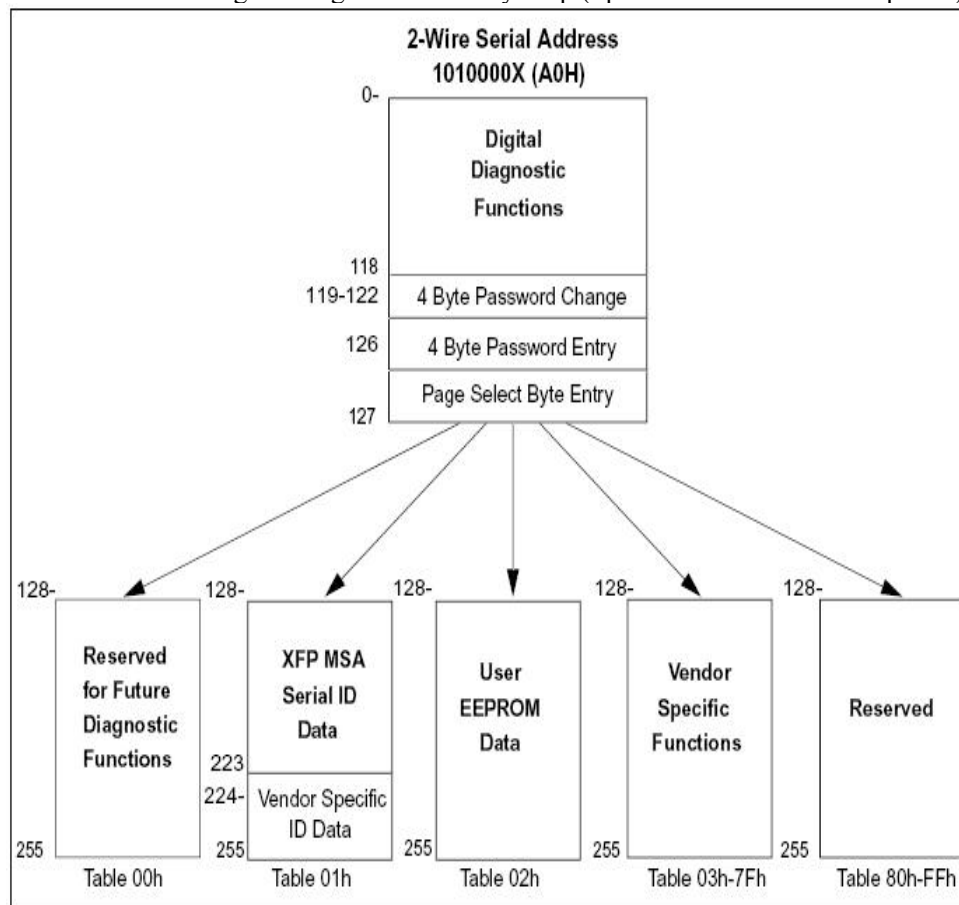 2-Wire Serial Address
1010000X (A0H)
0-
Digital
Diagnostic
Functions
118
119-122
4 Byte Password Change
126
4 Byte Password Entry
Page Select Byte Entry
127
128-
Reserved
for Future
Diagnostic
Functions
255
Table 00h
128-
XFP MSA
Serial ID
Data
223
224-
Vendor Specific
ID Data
255
Table 01h
128-
User
EEPROM
Data
255
Table 02h
128-
Vendor
Specific
Functions
255
Table 03h-7Fh
128-
Reserved
255
Table 80h-FFh